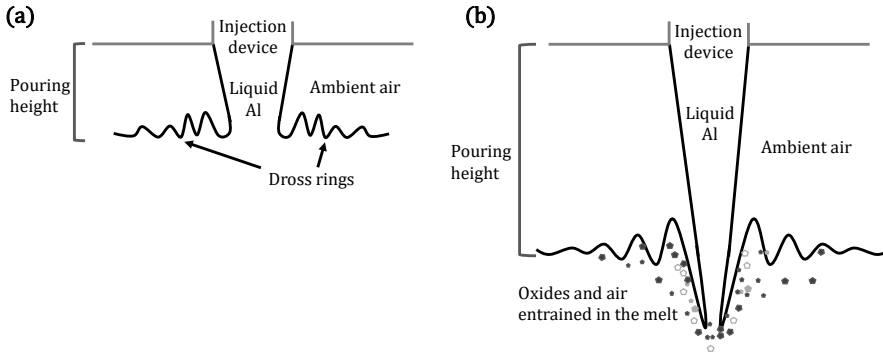 (a)
Injection
device
Pouring
height
Liquid
Al
Ambient air
Dross rings
(b)
Injection
device
Liquid
Al
Pouring
height
Ambient air
Oxides and air
entrained in the melt